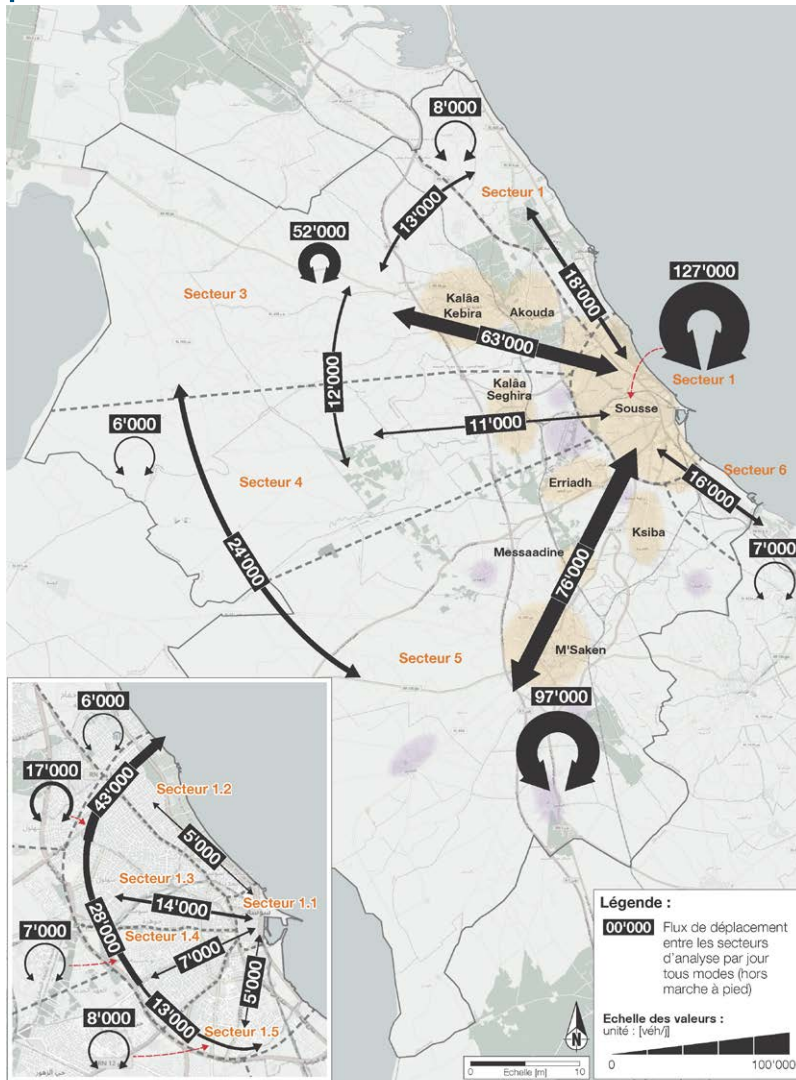 8'000
Secteur 1
13'000
52'000
127'000
Secteur 3
18'000
Kalâa
Kebira
Akouda
63'000
Secteur 1
12'000
Kalâa
Seghira
Sousse
11'000
6'000
Secteur 6
Secteur 4
16'000
Erriadh
Ksiba
7'000
24'000
Messaadine
76'000
Secteur 5
M'Saken
97'000
6'000
17'000
43'000
Secteur 1.2
5'000
Secteur 1.3
Secteur 1.1
14'000
28'000
Secteur 1.4
7'000
7'000
5'000
8'000
13'000
Secteur 1.5
Légende :
00'000 Flux de déplacement
entre les secteurs
d'analyse par jour
tous modes (hors
marche à pied)
Echelle des valeurs :
unité : [véh/j]
0 100'000
N
0 5 10
Echelle [m]